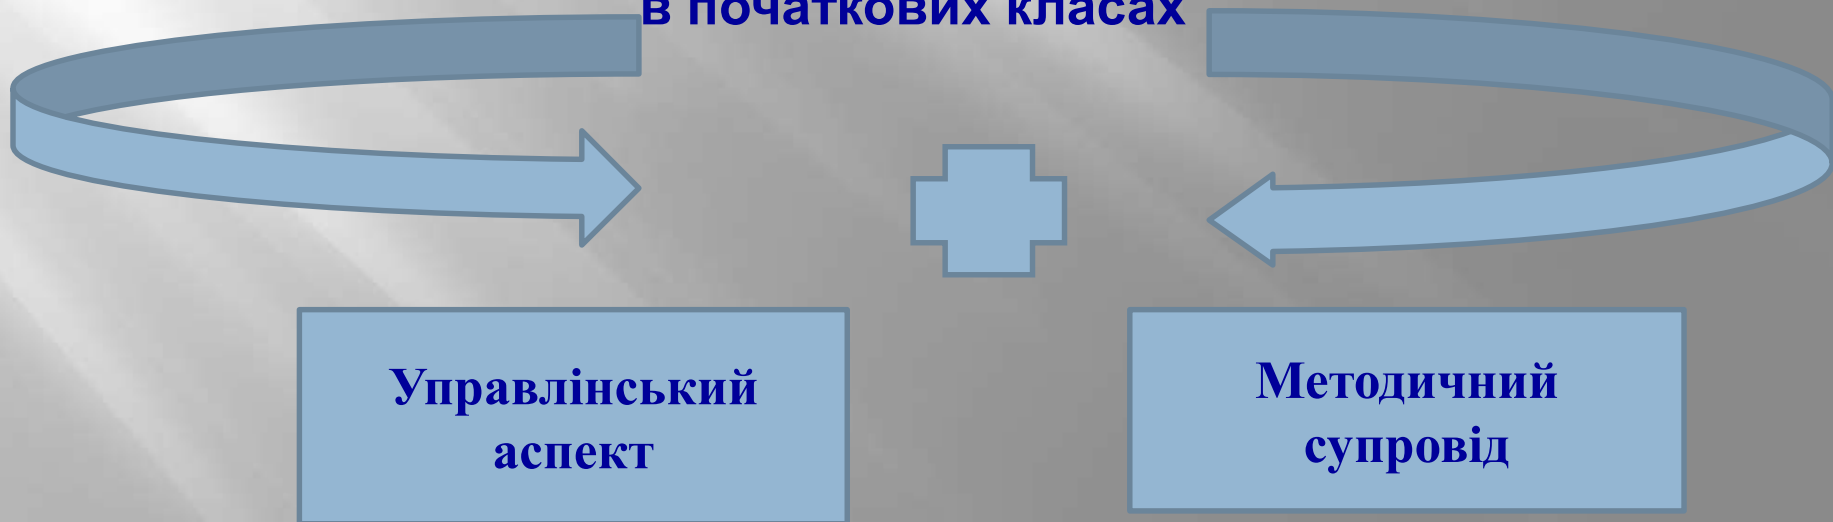 в початкових класах
Управлінський
аспект
Методичний
супровід